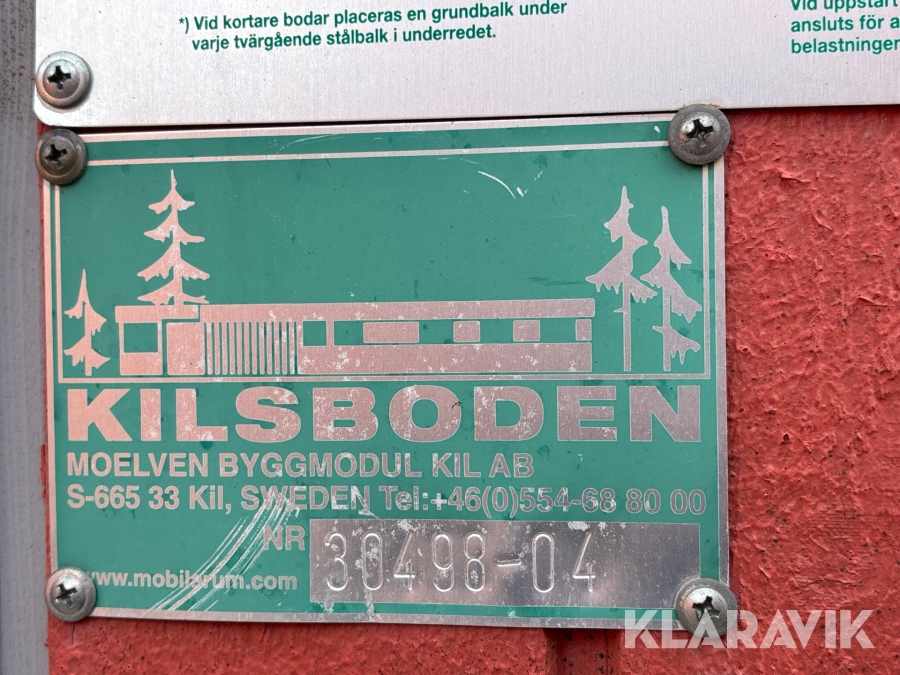 *) Vid kortare bodar placeras en grundbalk under
varje tvärgående stålbalk i underredet.
Vid uppstart
ansluts för a
belastningen
KILSBODEN
MOELVEN BYGGMODUL KIL AB
S-665 33 Kil, SWEDEN Tel:+46(0)554-68 80 00
NR 30498-04
www.mobilarum.com
KLARAVIK